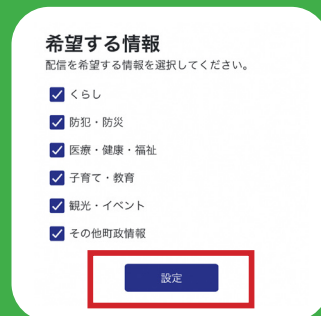 希望する情報
配信を希望する情報を選択してください。
くらし
防犯・防災
医療・健康・福祉
子育て・教育
観光・イベント
その他町政情報
設定